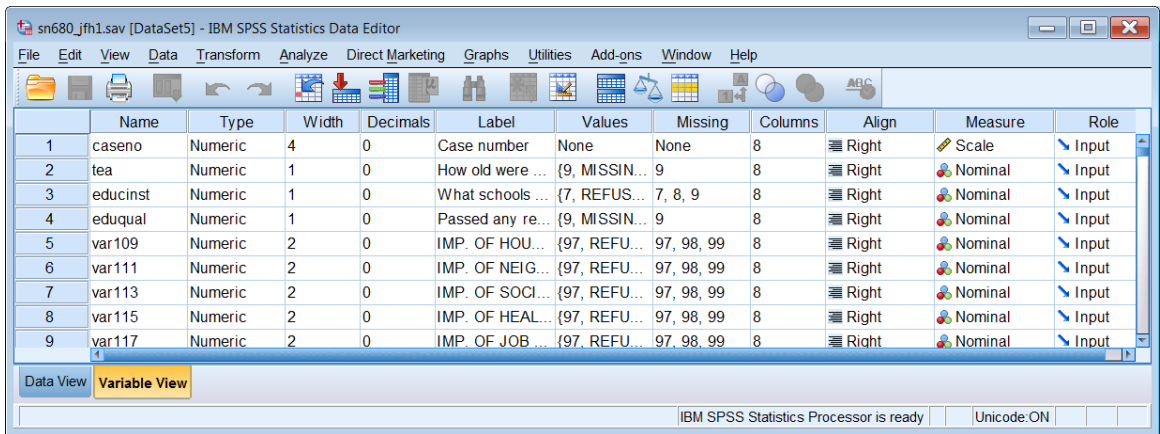 sn680_jfh1.sav [DataSet5] - IBM SPSS Statistics Data Editor
File Edit View Data Transform Analyze Direct Marketing Graphs Utilities Add-ons Window Help
Name Type Width Decimals Label Values Missing Columns Align Measure Role
1 caseno Numeric 4 0 Case number None None 8 Right Scale Input
2 tea Numeric 1 0 How old were ... {9, MISSIN... 9 8 Right Nominal Input
3 educinst Numeric 1 0 What schools ... {7, REFUS... 7, 8, 9 8 Right Nominal Input
4 eduqual Numeric 1 0 Passed any re... {9, MISSIN... 9 8 Right Nominal Input
5 var109 Numeric 2 0 IMP. OF HOU... {97, REFU... 97, 98, 99 8 Right Nominal Input
6 var111 Numeric 2 0 IMP. OF NEIG... {97, REFU... 97, 98, 99 8 Right Nominal Input
7 var113 Numeric 2 0 IMP. OF SOCI... {97, REFU... 97, 98, 99 8 Right Nominal Input
8 var115 Numeric 2 0 IMP. OF HEAL... {97, REFU... 97, 98, 99 8 Right Nominal Input
9 var117 Numeric 2 0 IMP. OF JOB ... {97, REFU... 97, 98, 99 8 Right Nominal Input
Data View Variable View
IBM SPSS Statistics Processor is ready Unicode:ON